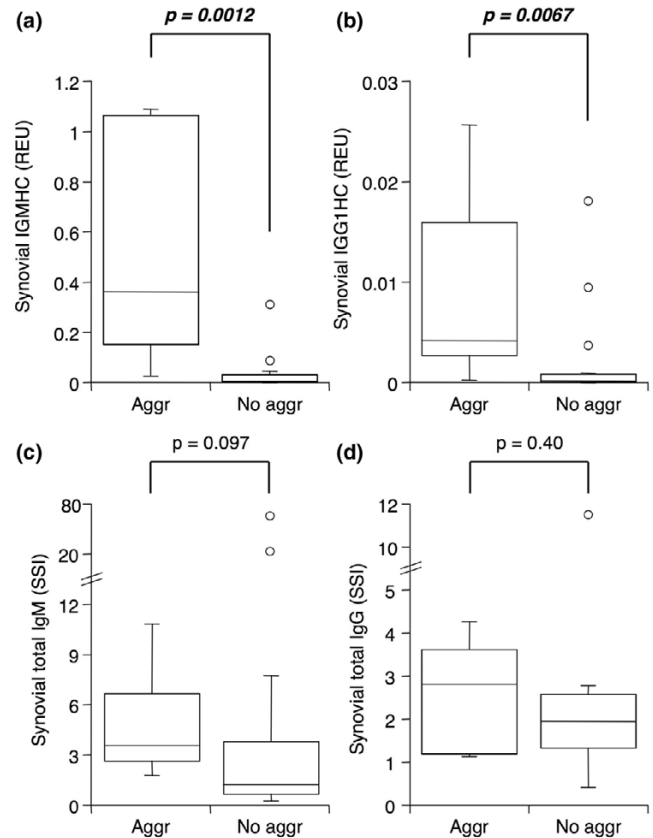 (a)
p = 0.0012
Synovial IGMHC (REU)
1.2
1
0.8
0.6
0.4
0.2
0
Aggr
No aggr
(b)
p = 0.0067
Synovial IGG1HC (REU)
0.03
0.02
0.01
0
Aggr
No aggr
(c)
p = 0.097
Synovial total IgM (SSI)
80
20
12
9
6
3
0
Aggr
No aggr
(d)
p = 0.40
Synovial total IgG (SSI)
12
10
5
4
3
2
1
0
Aggr
No aggr